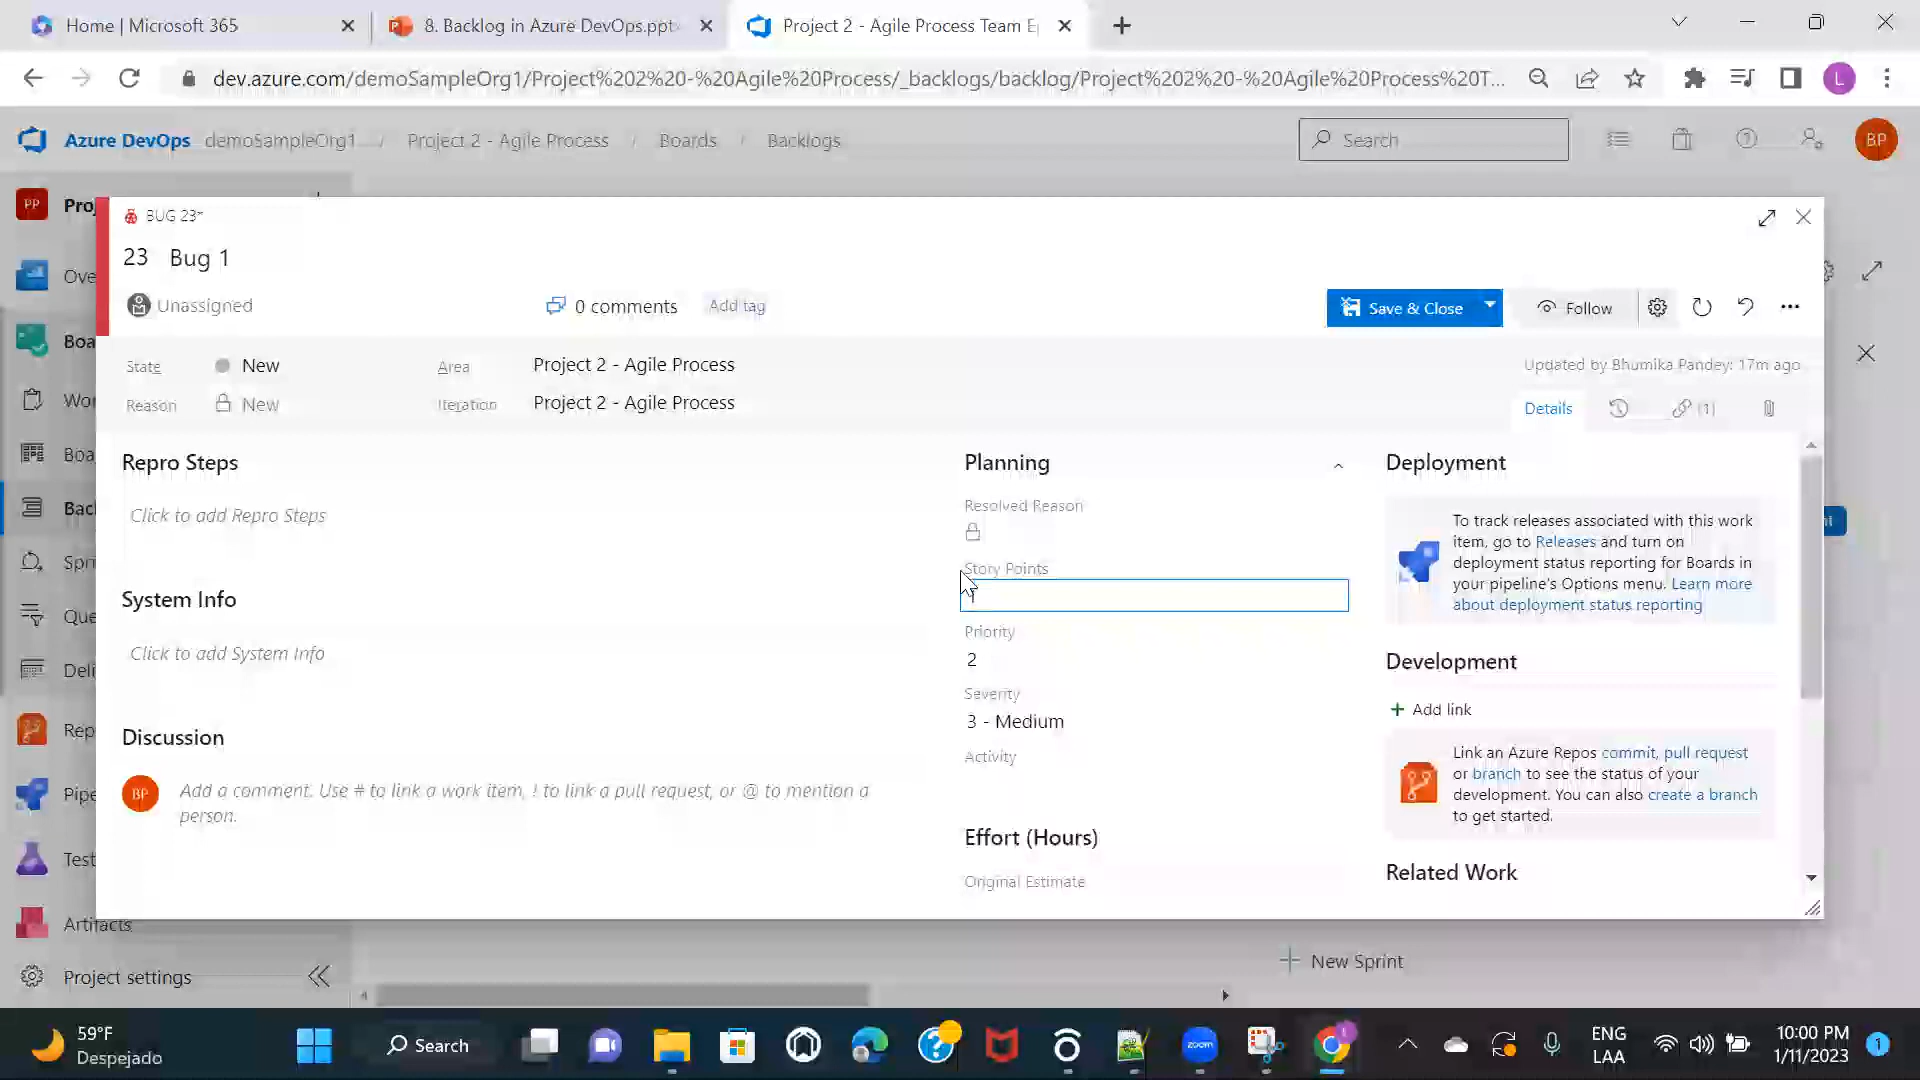 Home | Microsoft 365
8. Backlog in Azure DevOps.ppt
Project 2 - Agile Process Team E
dev.azure.com/demoSampleOrg1/Project%202%20-%20Agile%20Process/_backlogs/backlog/Project%202%20-%20Agile%20Process%20T...
L
Azure DevOps demoSampleOrg1 / Project 2 - Agile Process / Boards / Backlogs
Search
BP
PP
Proj
BUG 23*
23 Bug 1
Unassigned
0 comments
Add tag
Save & Close
Follow
State New
Area Project 2 - Agile Process
Updated by Bhumika Pandey: 17m ago
Reason New
Iteration Project 2 - Agile Process
Details
(1)
Ove
Boa
Wor
Boa
Bac
Spri
Que
Deli
Rep
Pipe
Test
Artifacts
Project settings
Repro Steps
Click to add Repro Steps
System Info
Click to add System Info
Discussion
BP
Add a comment. Use # to link a work item, ! to link a pull request, or @ to mention a
person.
Planning
Resolved Reason
Story Points
Priority
2
Severity
3 - Medium
Activity
Effort (Hours)
Original Estimate
Deployment
To track releases associated with this work
item, go to Releases and turn on
deployment status reporting for Boards in
your pipeline's Options menu. Learn more
about deployment status reporting
Development
+ Add link
Link an Azure Repos commit, pull request
or branch to see the status of your
development. You can also create a branch
to get started.
Related Work
+ New Sprint
59°F
Despejado
Search
zoom
L
ENG
LAA
10:00 PM
1/11/2023
1